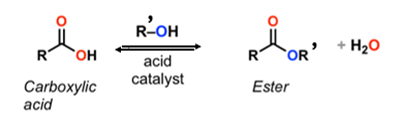 O
R OH
R'–OH
acid
catalyst
O
R OR'
+ H₂O
Carboxylic
acid
Ester